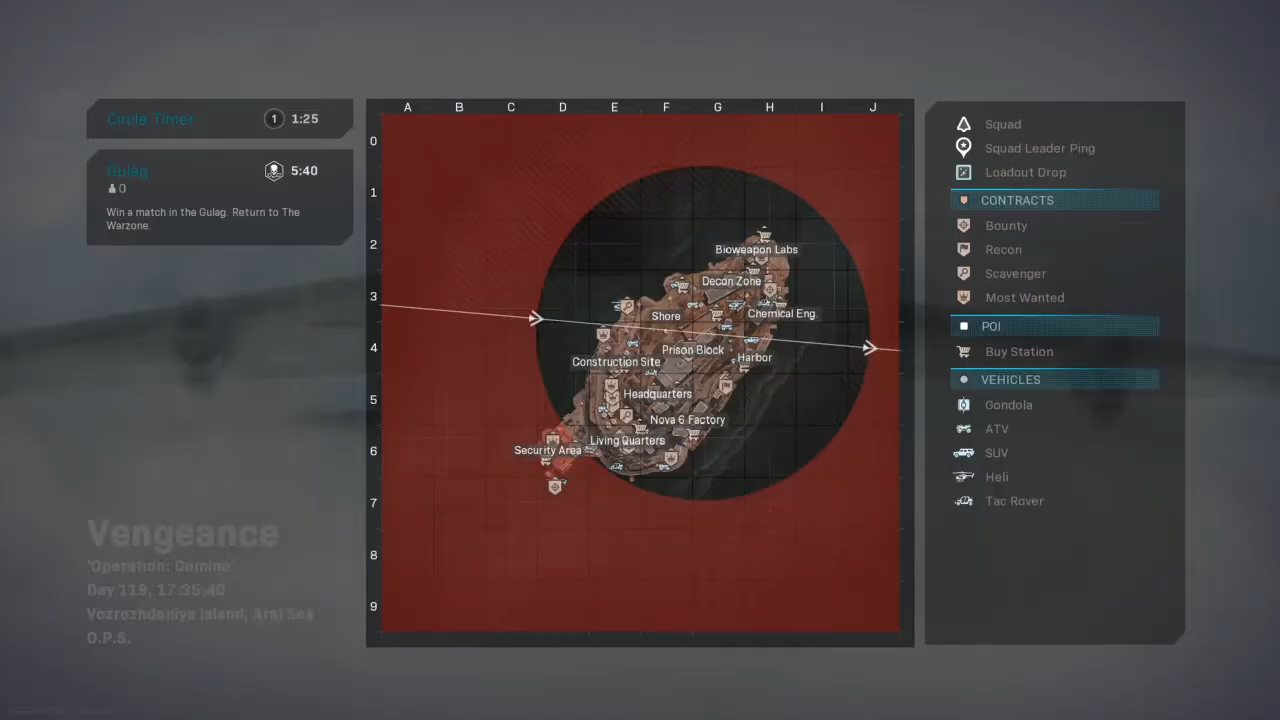 A B C D E F G H I J
Circle Timer 1 1:25
Gulag 5:40
0
Win a match in the Gulag. Return to The
Warzone.
0
1
2
3
4
5
6
7
8
9
Bioweapon Labs
Decon Zone
Chemical Eng.
Shore
Prison Block
Harbor
Construction Site
Headquarters
Nova 6 Factory
Living Quarters
Security Area
Squad
Squad Leader Ping
Loadout Drop
CONTRACTS
Bounty
Recon
Scavenger
Most Wanted
POI
Buy Station
VEHICLES
Gondola
ATV
SUV
Heli
Tac Rover
Vengeance
'Operation: Domino'
Day 119, 17:35:40
Vozrozhdeniya Island, Aral Sea
O.P.S.